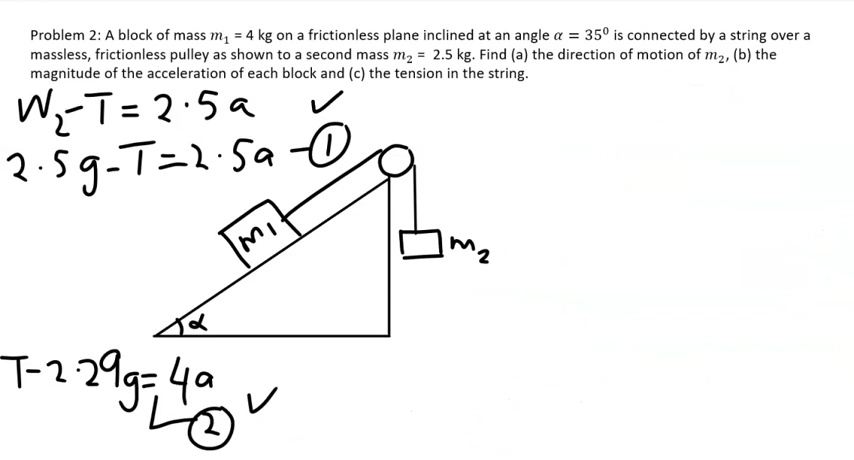 Problem 2: A block of mass m₁ = 4 kg on a frictionless plane inclined at an angle α = 35⁰ is connected by a string over a
massless, frictionless pulley as shown to a second mass m₂ = 2.5 kg. Find (a) the direction of motion of m₂, (b) the
magnitude of the acceleration of each block and (c) the tension in the string.
W₂-T = 2.5a ✓
2.5g-T=2.5a -①
m₁
m₂
α
T-2.29g= 4a
② ✓